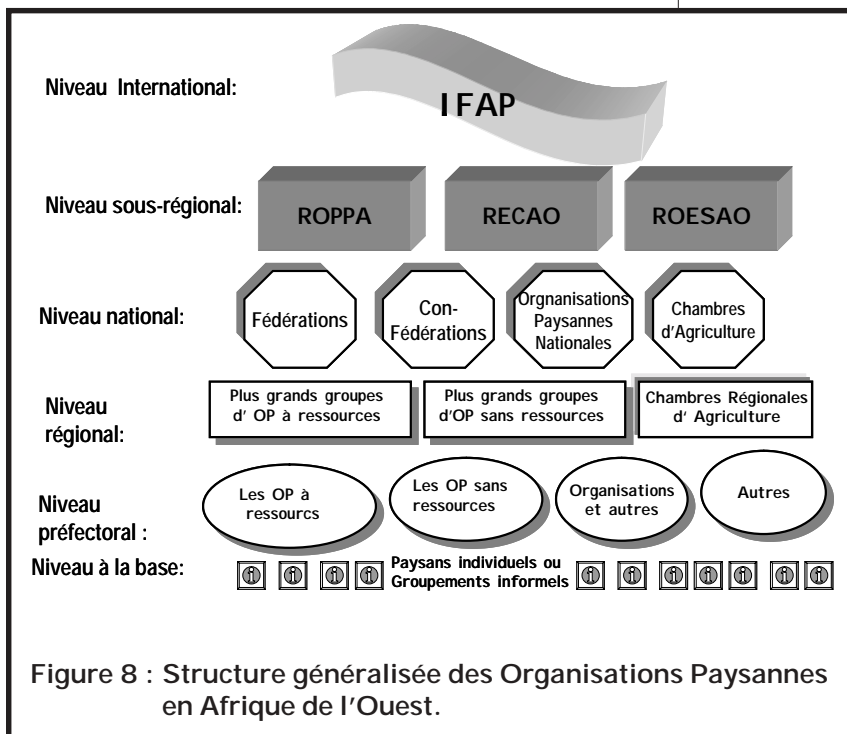 Niveau International:
IFAP
Niveau sous-régional:
ROPPA
RECAO
ROESAO
Niveau national:
Fédérations
Con-
Fédérations
Orgnanisations
Paysannes
Nationales
Chambres
d'Agriculture
Niveau
régional:
Plus grands groupes
d' OP à ressources
Plus grands groupes
d'OP sans ressources
Chambres Régionales
d' Agriculture
Niveau
préfectoral :
Les OP à
ressourcs
Les OP sans
ressources
Organisations
et autres
Autres
Niveau à la base:
Paysans individuels ou
Groupements informels
Figure 8 : Structure généralisée des Organisations Paysannes
en Afrique de l'Ouest.